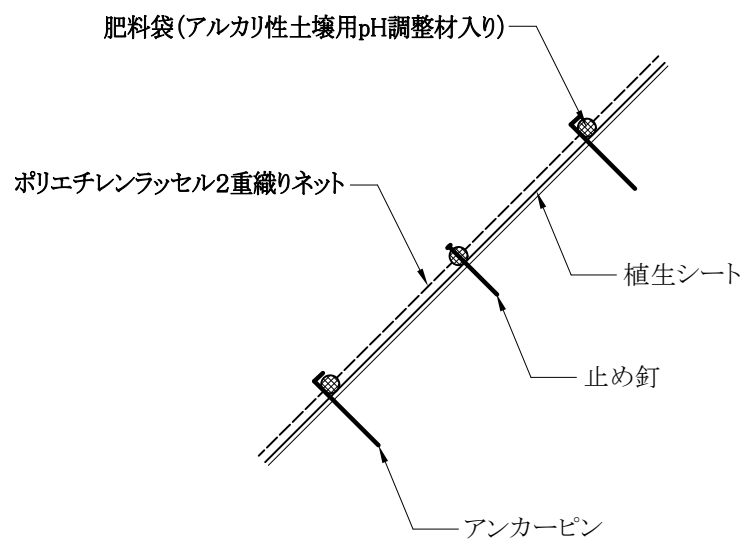 肥料袋(アルカリ性土壌用pH調整材入り)
ポリエチレンラッセル2重織りネット
植生シート
止め釘
アンカーピン